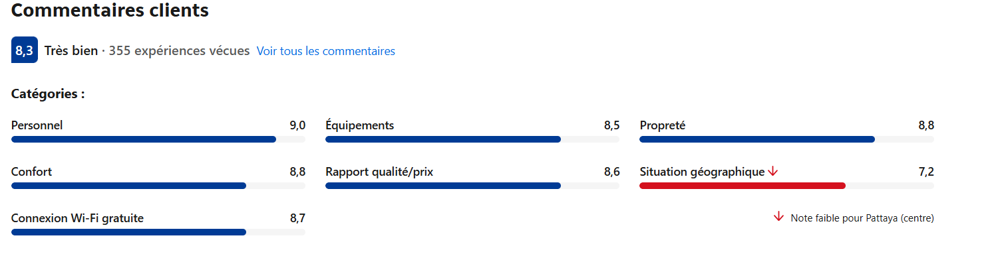 Commentaires clients
8,3 Très bien · 355 expériences vécues Voir tous les commentaires
Catégories :
Personnel 9,0
Équipements 8,5
Propreté 8,8
Confort 8,8
Rapport qualité/prix 8,6
Situation géographique ↓ 7,2
Connexion Wi-Fi gratuite 8,7
↓ Note faible pour Pattaya (centre)